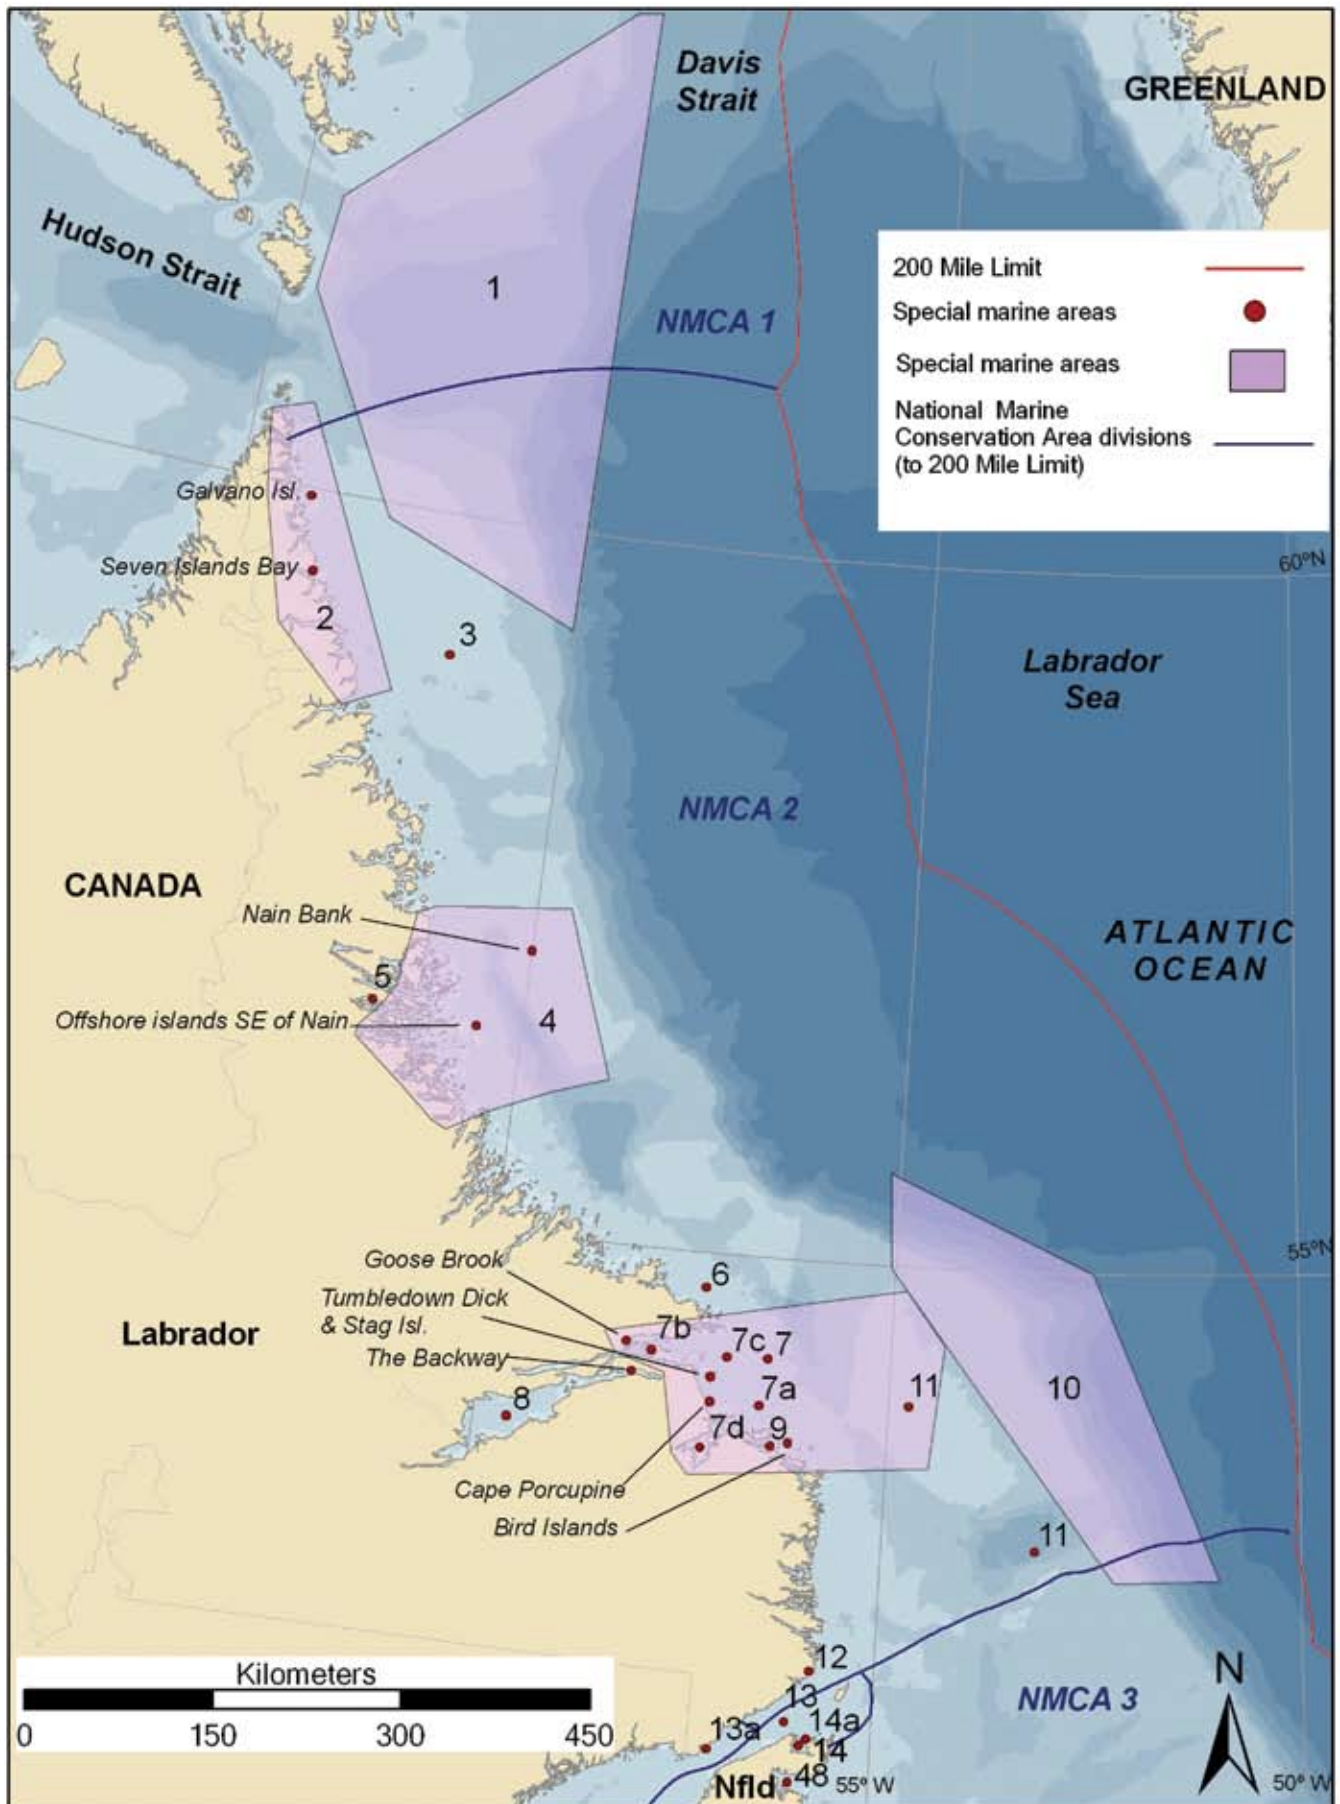 Davis
Strait
GREENLAND
Hudson Strait
1
NMCA 1
200 Mile Limit
Special marine areas
Special marine areas
National Marine
Conservation Area divisions
(to 200 Mile Limit)
Galvano Isl.
Seven Islands Bay
2
3
60°N
Labrador
Sea
NMCA 2
CANADA
Nain Bank
ATLANTIC
OCEAN
5
Offshore islands SE of Nain
4
Goose Brook
55°N
6
Tumbledown Dick
& Stag Isl.
Labrador
7b
7c
7
The Backway
8
7a
11
10
7d
9
Cape Porcupine
Bird Islands
11
Kilometers
0 150 300 450
12
13
13a
14a
14
NMCA 3
N
Nfld
48
55° W
50° W